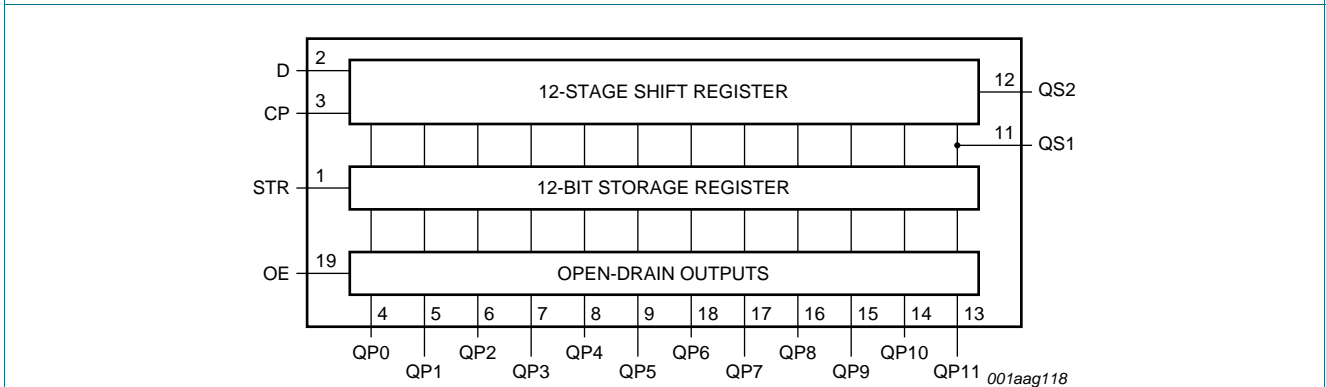 D 2
12-STAGE SHIFT REGISTER
12 QS2
CP 3
11 QS1
STR 1
12-BIT STORAGE REGISTER
OE 19
OPEN-DRAIN OUTPUTS
4 5 6 7 8 9 18 17 16 15 14 13
QP0 QP2 QP4 QP6 QP8 QP10
QP1 QP3 QP5 QP7 QP9 QP11
001aag118